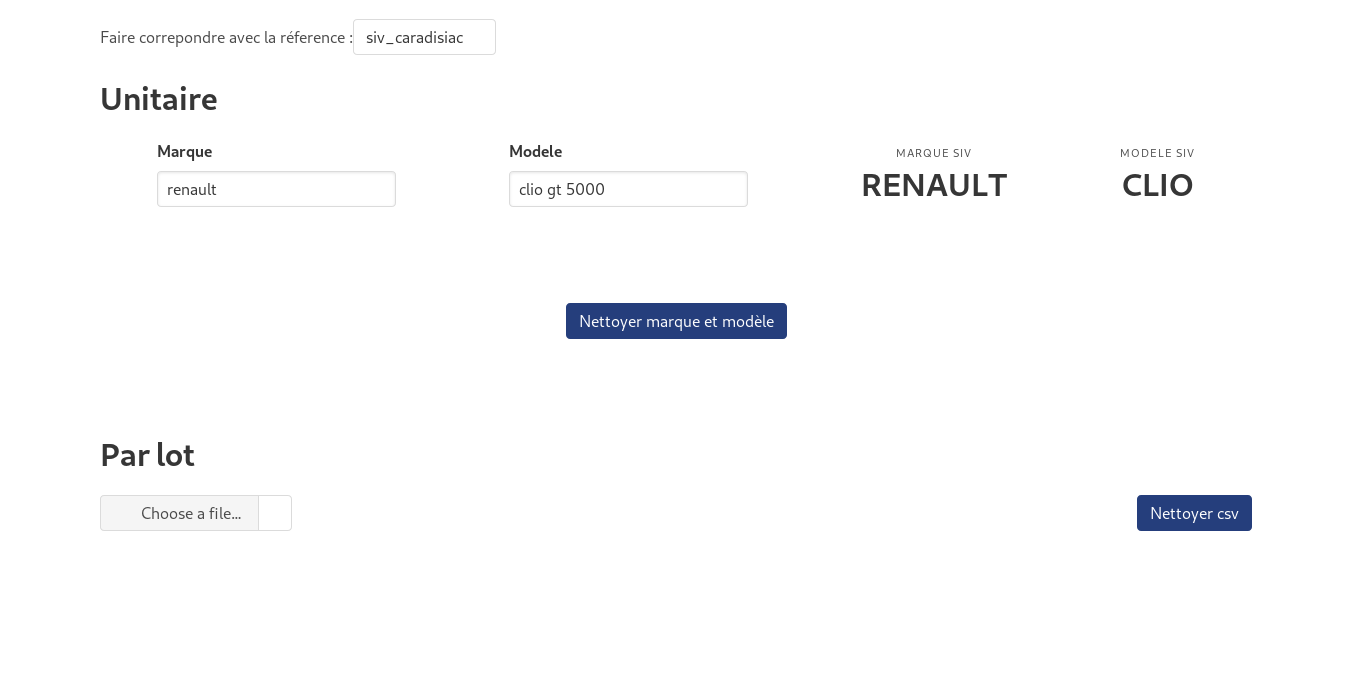 Faire correpondre avec la réference : siv_caradisiac
Unitaire
Marque
Modele
MARQUE SIV
MODELE SIV
renault
clio gt 5000
RENAULT
CLIO
Nettoyer marque et modèle
Par lot
Choose a file…
Nettoyer csv